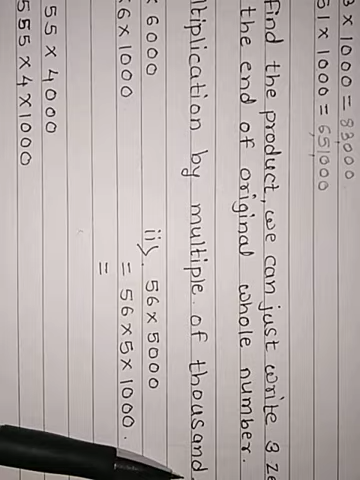 3 × 1000 = 83000
51 × 1000 = 651000
find the product, we can just write 3 ze
the end of original whole number.
ltiplication by multiple of thousand.
× 6000 ii). 56 × 5000
× 6 × 1000 = 56 × 5 × 1000.
=
55 × 4000
555 × 4 × 1000